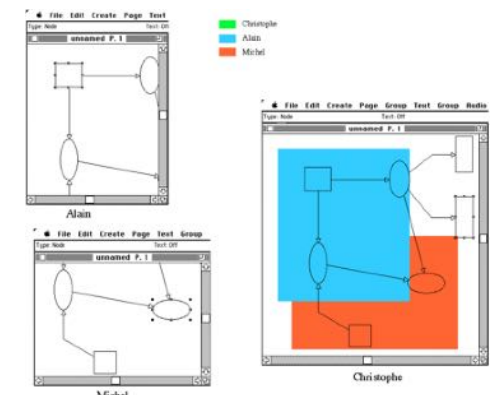 File Edit Create Page Text
Type: Node Text Off
unnamed P. 1
Alain
Christophe
Alain
Michel
File Edit Create Page Text Group
Type: Node Text Off
unnamed P. 1
Michel
File Edit Create Page Group Text Group Audio
Type: Node Text Off
unnamed P. 1
Christophe